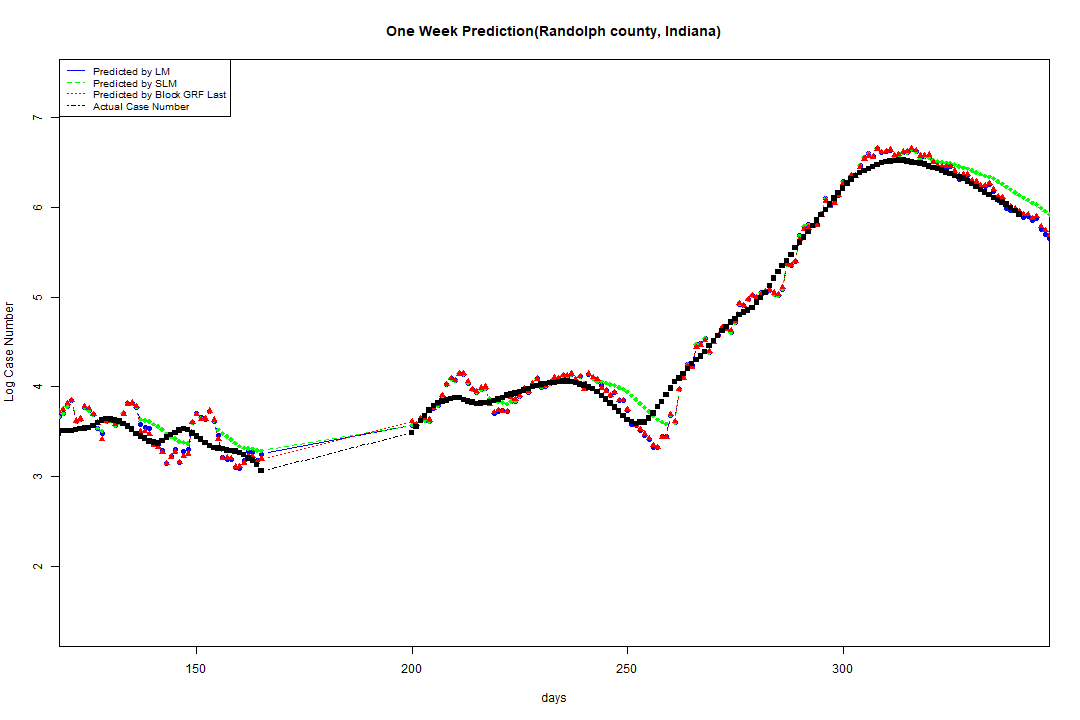 One Week Prediction(Randolph county, Indiana)
Predicted by LM
Predicted by SLM
Predicted by Block GRF Last
Actual Case Number
7
6
5
4
3
2
Log Case Number
150 200 250 300
days